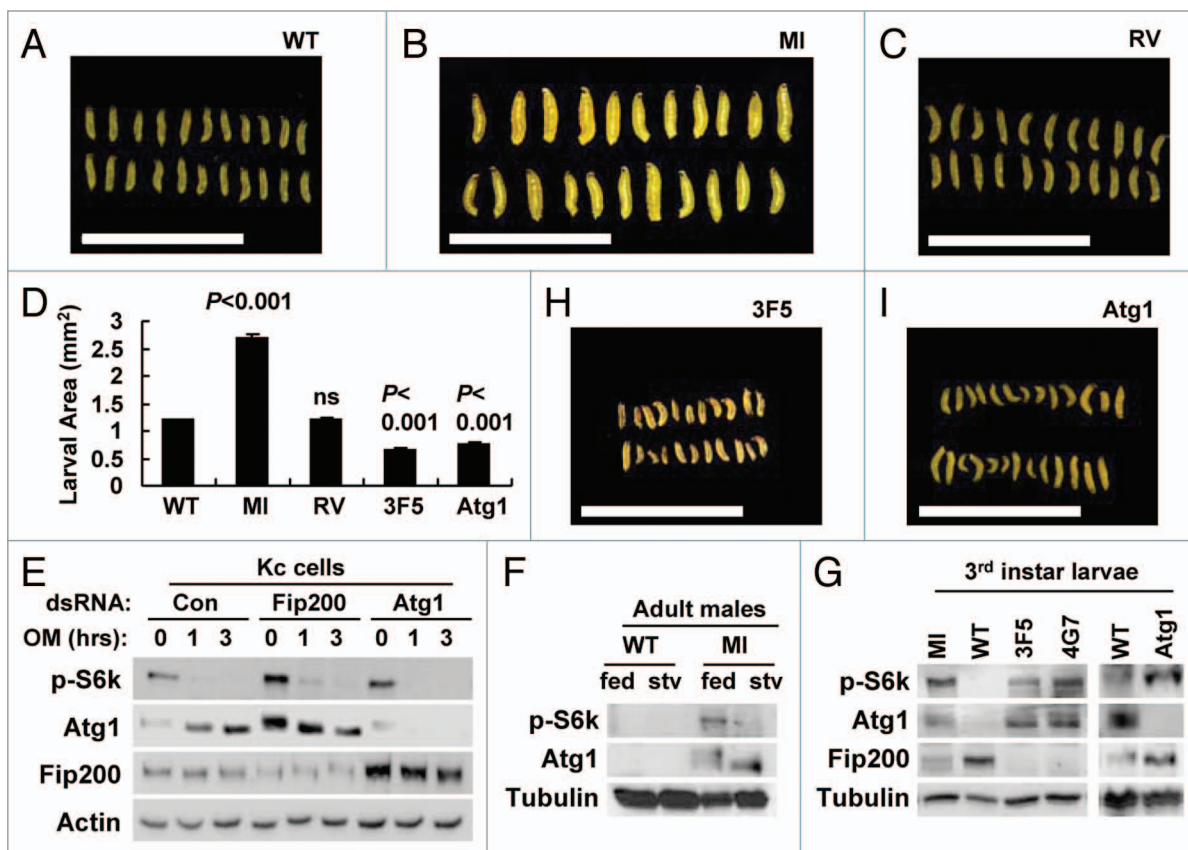 A
WT
B
MI
C
RV
D
P<0.001
Larval Area (mm²)
3
2.5
2
1.5
1
0.5
0
ns
P<
0.001
P<
0.001
WT MI RV 3F5 Atg1
H
3F5
I
Atg1
E
Kc cells
dsRNA: Con Fip200 Atg1
OM (hrs): 0 1 3 0 1 3 0 1 3
p-S6k
Atg1
Fip200
Actin
F
Adult males
WT MI
fed stv fed stv
p-S6k
Atg1
Tubulin
G
3rd instar larvae
MI WT 3F5 4G7 WT Atg1
p-S6k
Atg1
Fip200
Tubulin